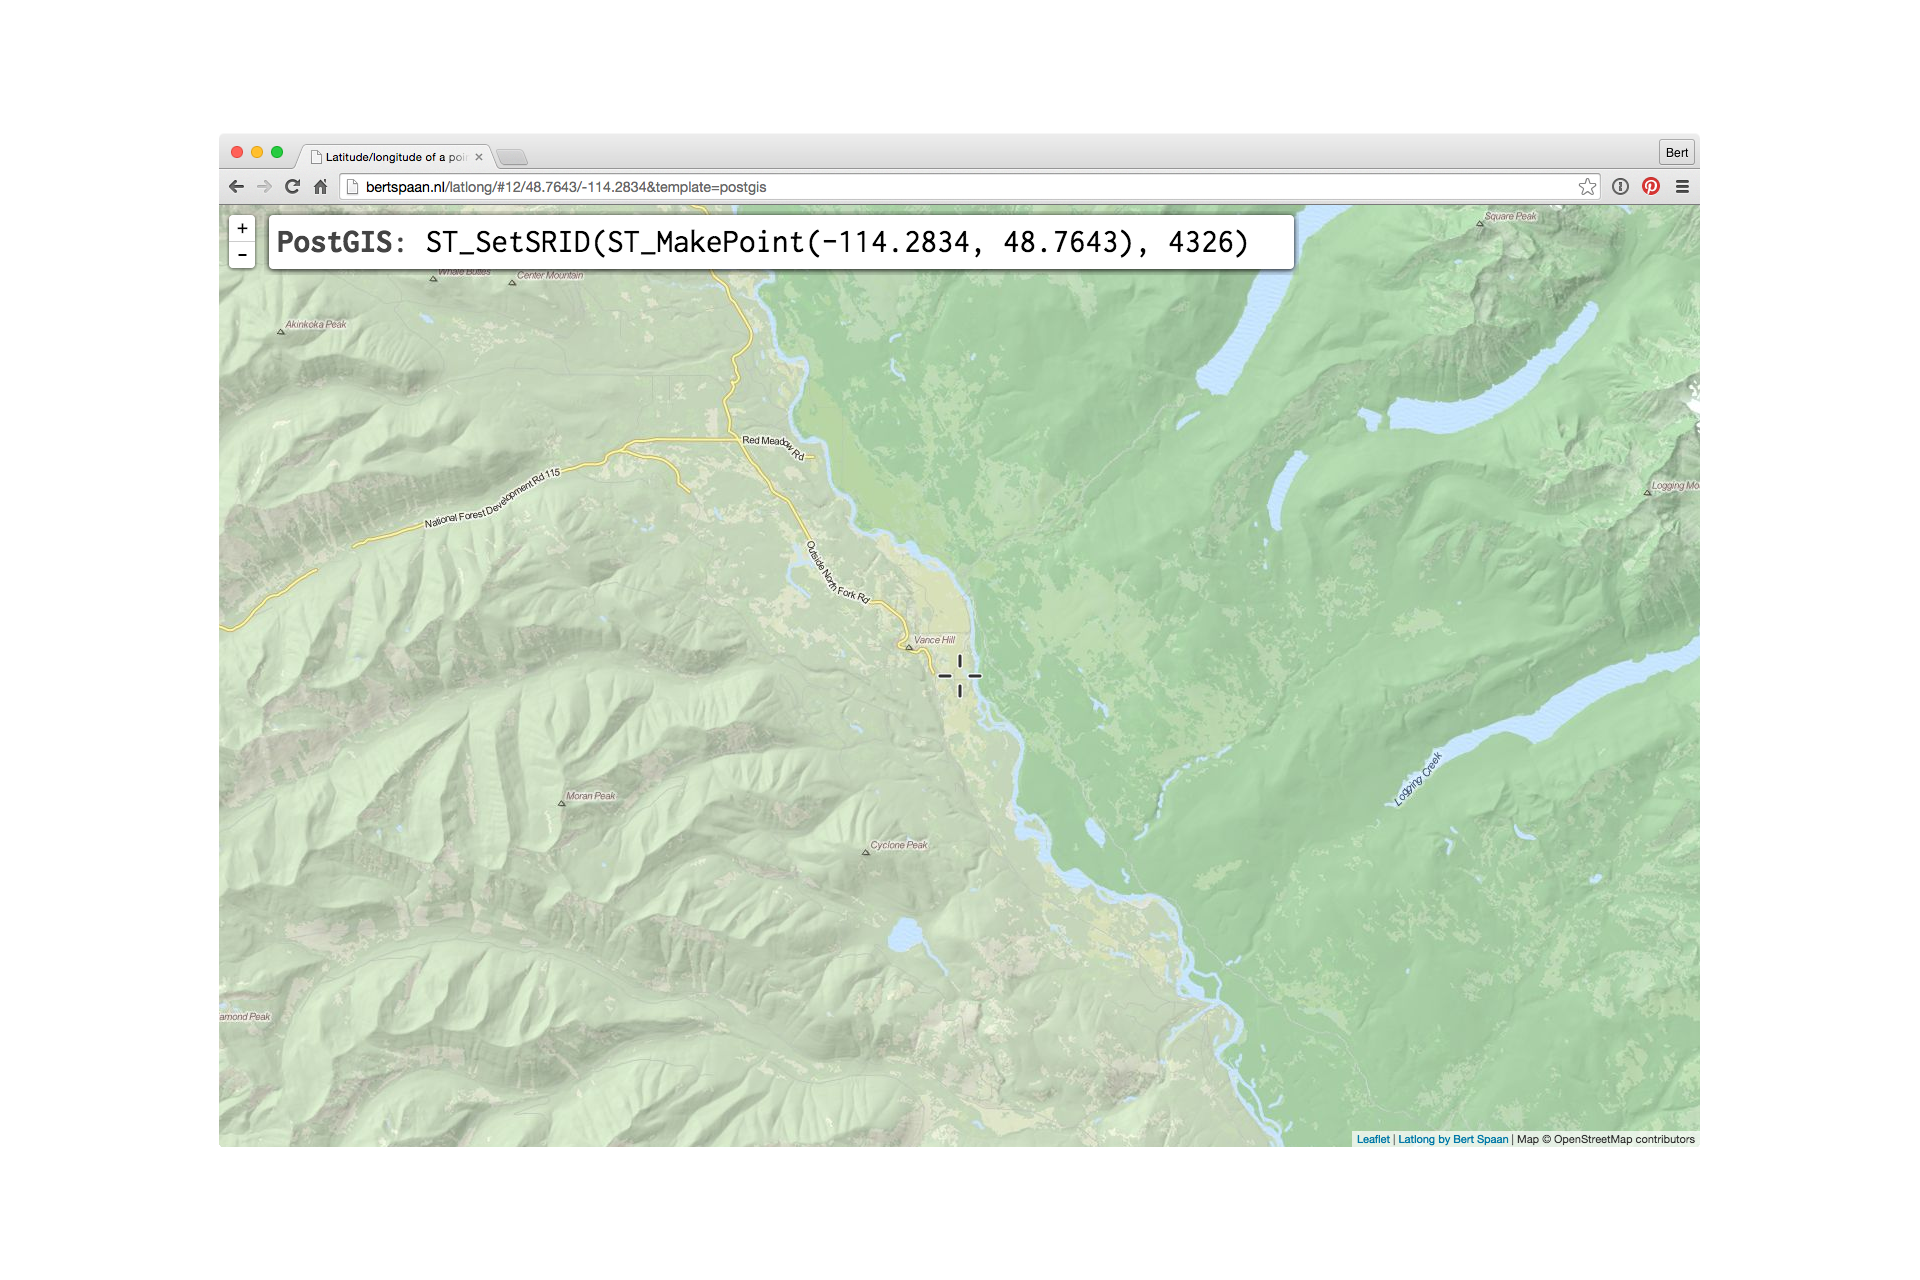 Latitude/longitude of a poi
Bert
bertspaan.nl/latlong/#12/48.7643/-114.2834&template=postgis
+
-
PostGIS: ST_SetSRID(ST_MakePoint(-114.2834, 48.7643), 4326)
Square Peak
Whale Buttes
Center Mountain
Akinkoka Peak
Red Meadow Rd
National Forest Development Rd 115
Logging Mo
Outside North Fork Rd
Vance Hill
Logging Creek
Moran Peak
Cyclone Peak
amond Peak
Leaflet | Latlong by Bert Spaan | Map © OpenStreetMap contributors